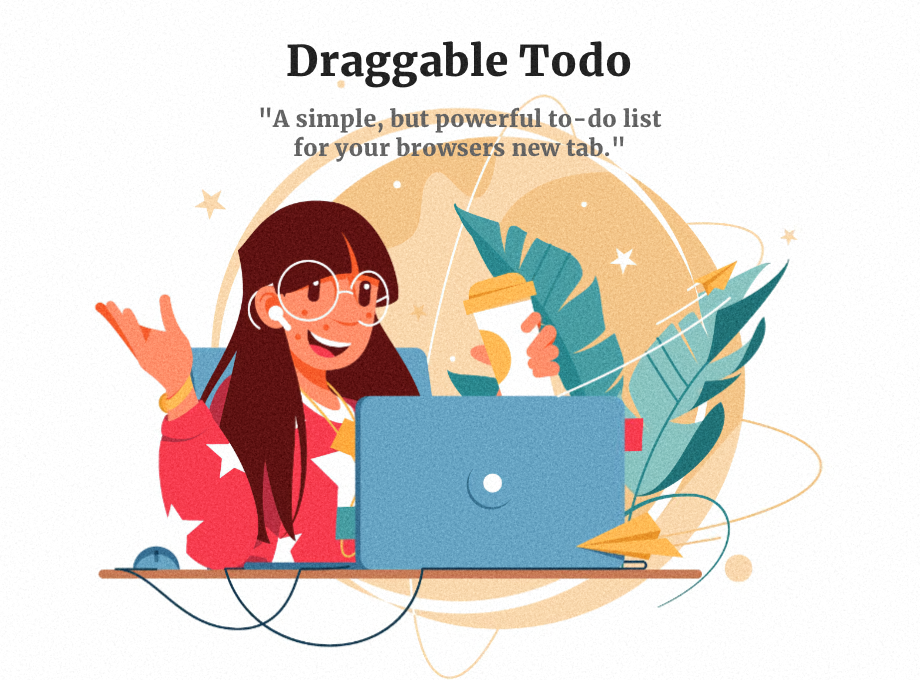 Draggable Todo
"A simple, but powerful to-do list
for your browsers new tab."